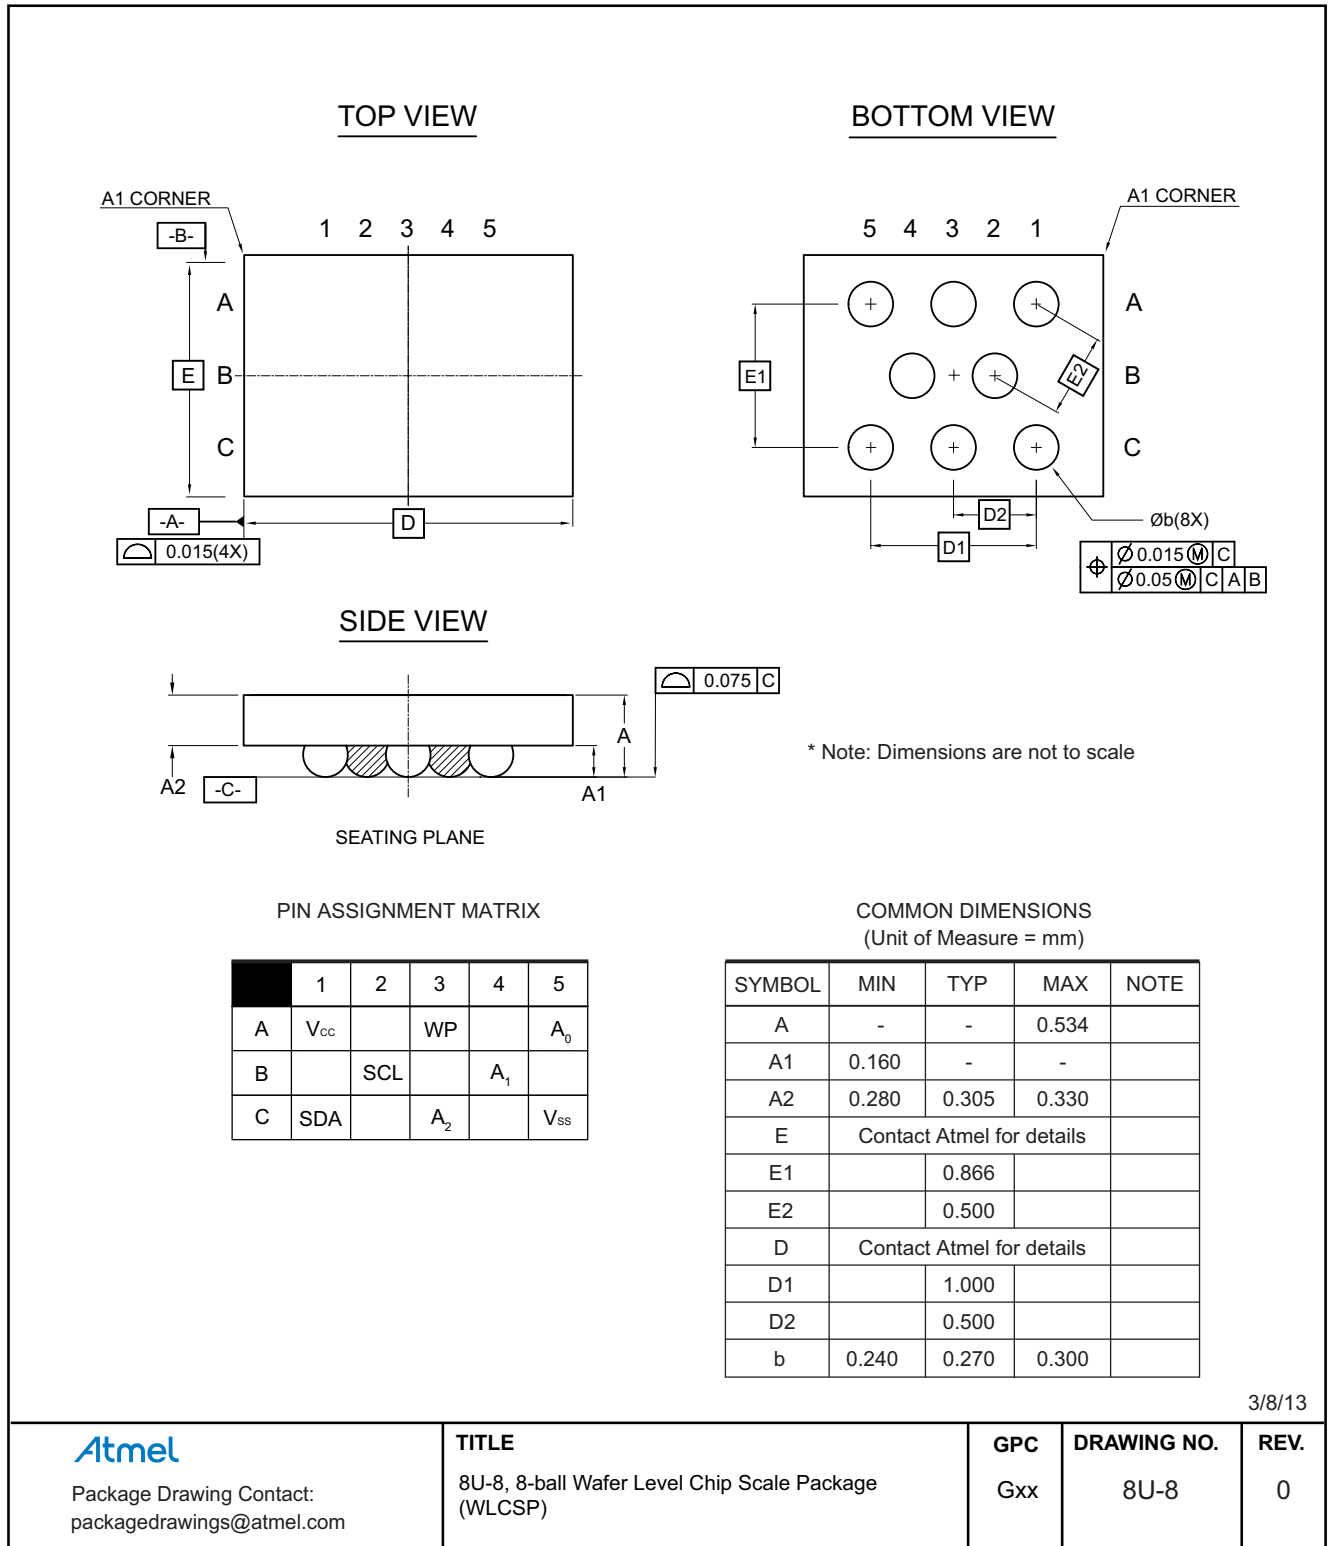 TOP VIEW
BOTTOM VIEW
A1 CORNER
-B-
1 2 3 4 5
A
E B
C
-A-
D
0.015(4X)
A1 CORNER
5 4 3 2 1
A
B
C
E1
E2
D2
D1
Øb(8X)
Ø 0.015 Ⓜ C
Ø 0.05 Ⓜ C A B
SIDE VIEW
0.075 C
A
A2
-C-
A1
SEATING PLANE
* Note: Dimensions are not to scale
PIN ASSIGNMENT MATRIX
1 2 3 4 5
A VCC WP A0
B SCL A1
C SDA A2 VSS
COMMON DIMENSIONS
(Unit of Measure = mm)
SYMBOL MIN TYP MAX NOTE
A - - 0.534
A1 0.160 - -
A2 0.280 0.305 0.330
E Contact Atmel for details
E1 0.866
E2 0.500
D Contact Atmel for details
D1 1.000
D2 0.500
b 0.240 0.270 0.300
3/8/13
Atmel
Package Drawing Contact:
packagedrawings@atmel.com
TITLE
8U-8, 8-ball Wafer Level Chip Scale Package
(WLCSP)
GPC
Gxx
DRAWING NO.
8U-8
REV.
0